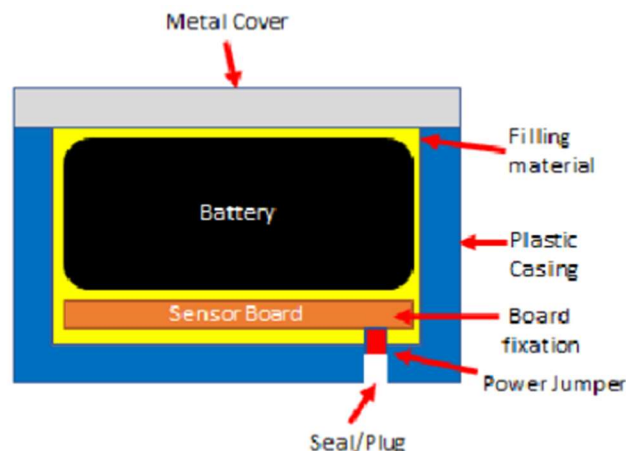 Metal Cover
Filling
material
Battery
Plastic
Casing
Sensor Board
Board
fixation
Power Jumper
Seal/Plug